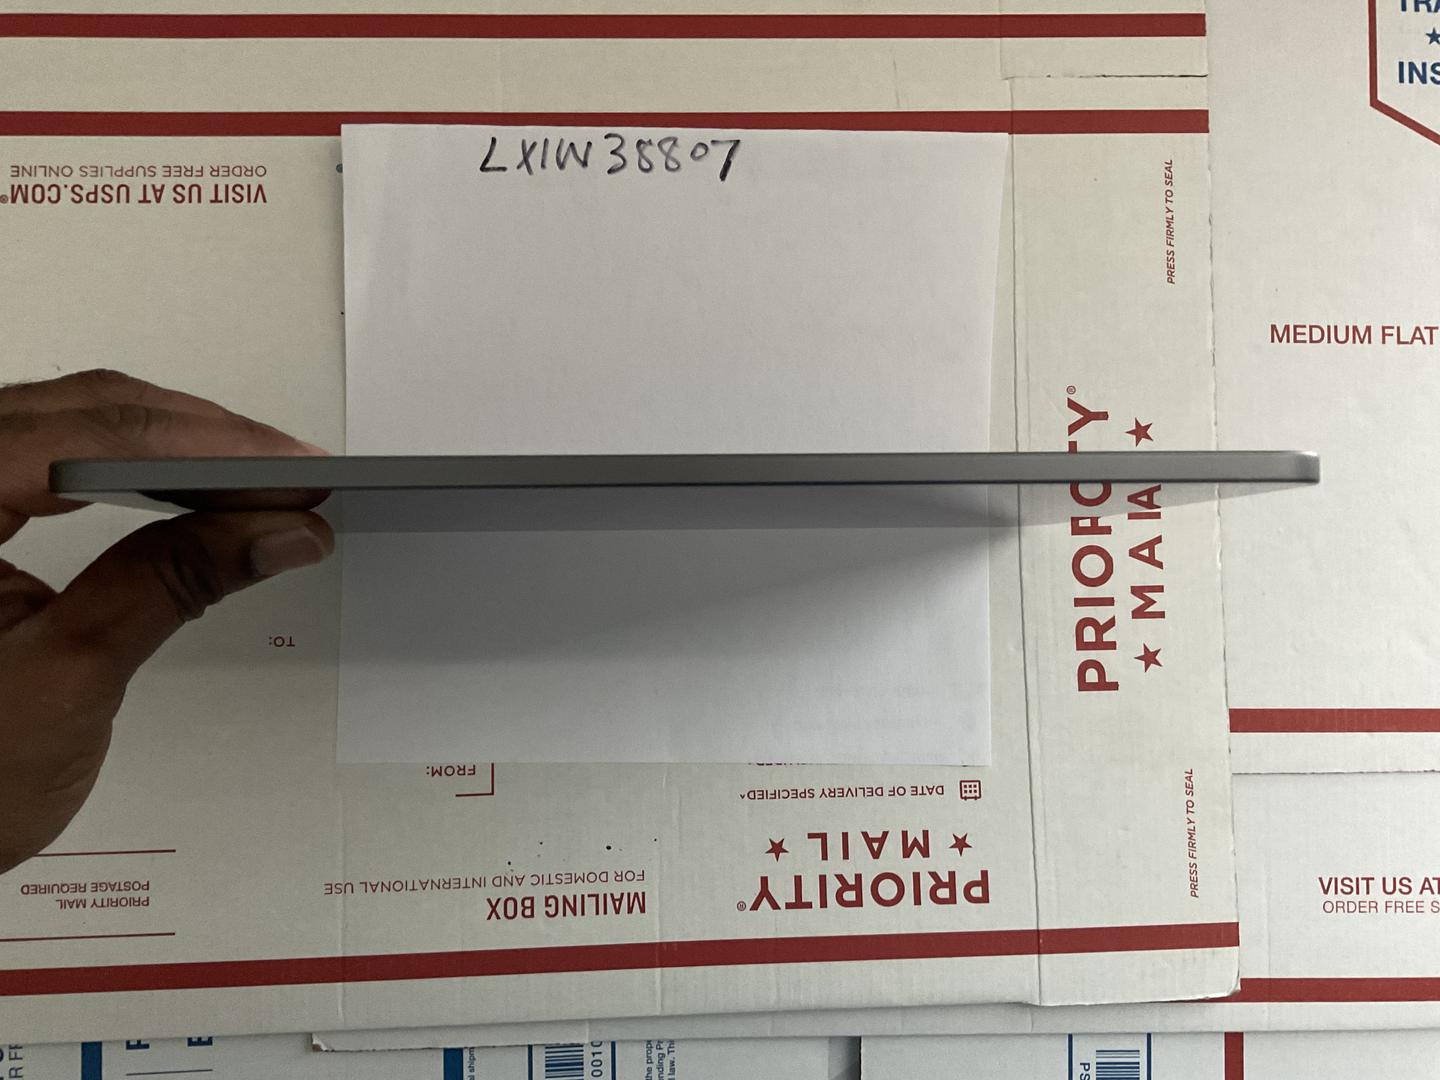 LXIW38807
VISIT US AT USPS.COM®
ORDER FREE SUPPLIES ONLINE
PRESS FIRMLY TO SEAL
MEDIUM FLAT
PRIORITY®
★ MAIL ★
TO:
FROM:
DATE OF DELIVERY SPECIFIED*
PRIORITY®
★ MAIL ★
MAILING BOX
FOR DOMESTIC AND INTERNATIONAL USE
PRIORITY MAIL
POSTAGE REQUIRED
PRESS FIRMLY TO SEAL
VISIT US AT
ORDER FREE S